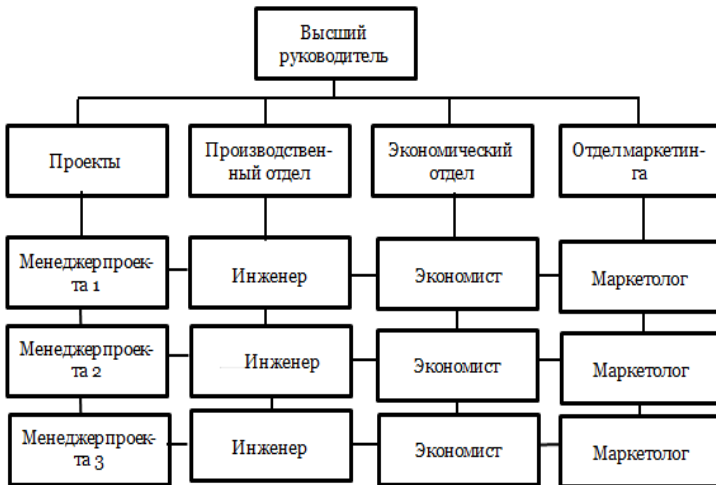 Высший
руководитель
Проекты
Производствен-
ный отдел
Экономический
отдел
Отдел маркетин-
га
Менеджер проек-
та 1
Инженер
Экономист
Маркетолог
Менеджер проек-
та 2
Инженер
Экономист
Маркетолог
Менеджер проек-
та 3
Инженер
Экономист
Маркетолог